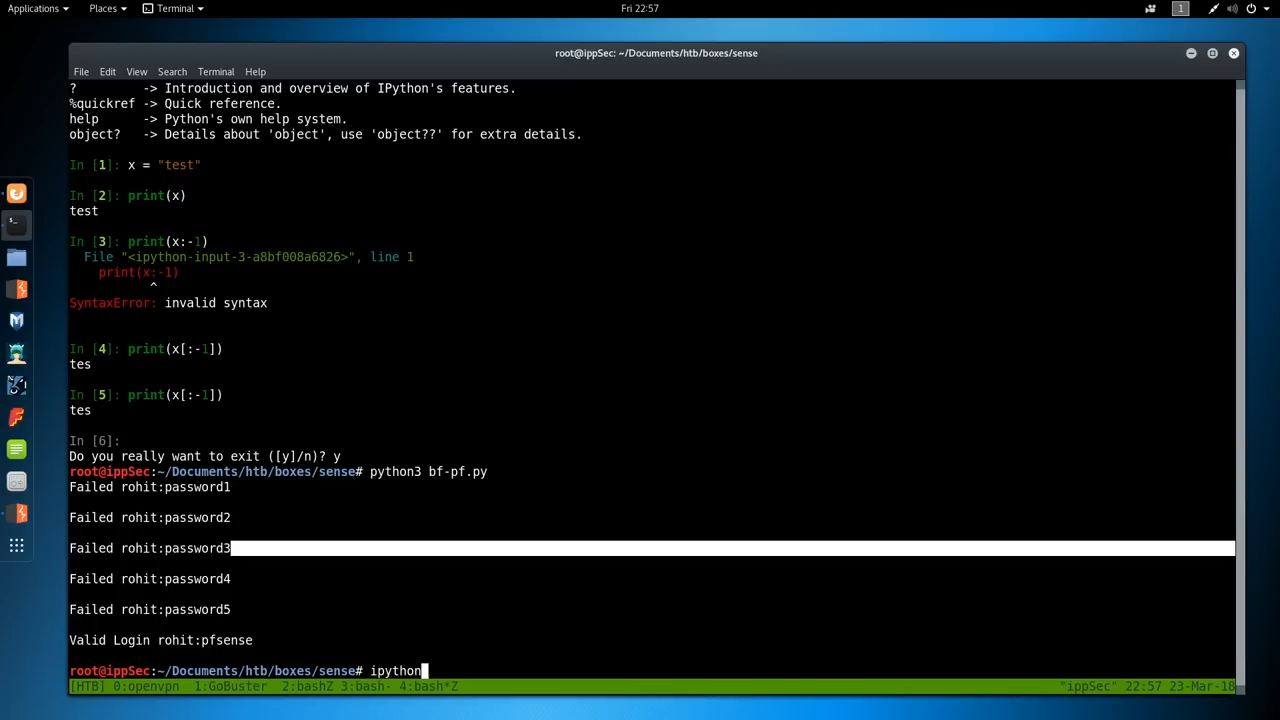 Applications Places Terminal Fri 22:57 1
root@ippSec: ~/Documents/htb/boxes/sense
File Edit View Search Terminal Help
? -> Introduction and overview of IPython's features.
%quickref -> Quick reference.
help -> Python's own help system.
object? -> Details about 'object', use 'object??' for extra details.
In [1]: x = "test"
In [2]: print(x)
test
In [3]: print(x:-1)
File "<ipython-input-3-a8bf008a6826>", line 1
print(x:-1)
^
SyntaxError: invalid syntax
In [4]: print(x[:-1])
tes
In [5]: print(x[:-1])
tes
In [6]:
Do you really want to exit ([y]/n)? y
root@ippSec:~/Documents/htb/boxes/sense# python3 bf-pf.py
Failed rohit:password1
Failed rohit:password2
Failed rohit:password3
Failed rohit:password4
Failed rohit:password5
Valid Login rohit:pfsense
root@ippSec:~/Documents/htb/boxes/sense# ipython
[HTB] 0:openvpn 1:GoBuster 2:bashZ 3:bash- 4:bash*Z "ippSec" 22:57 23-Mar-18